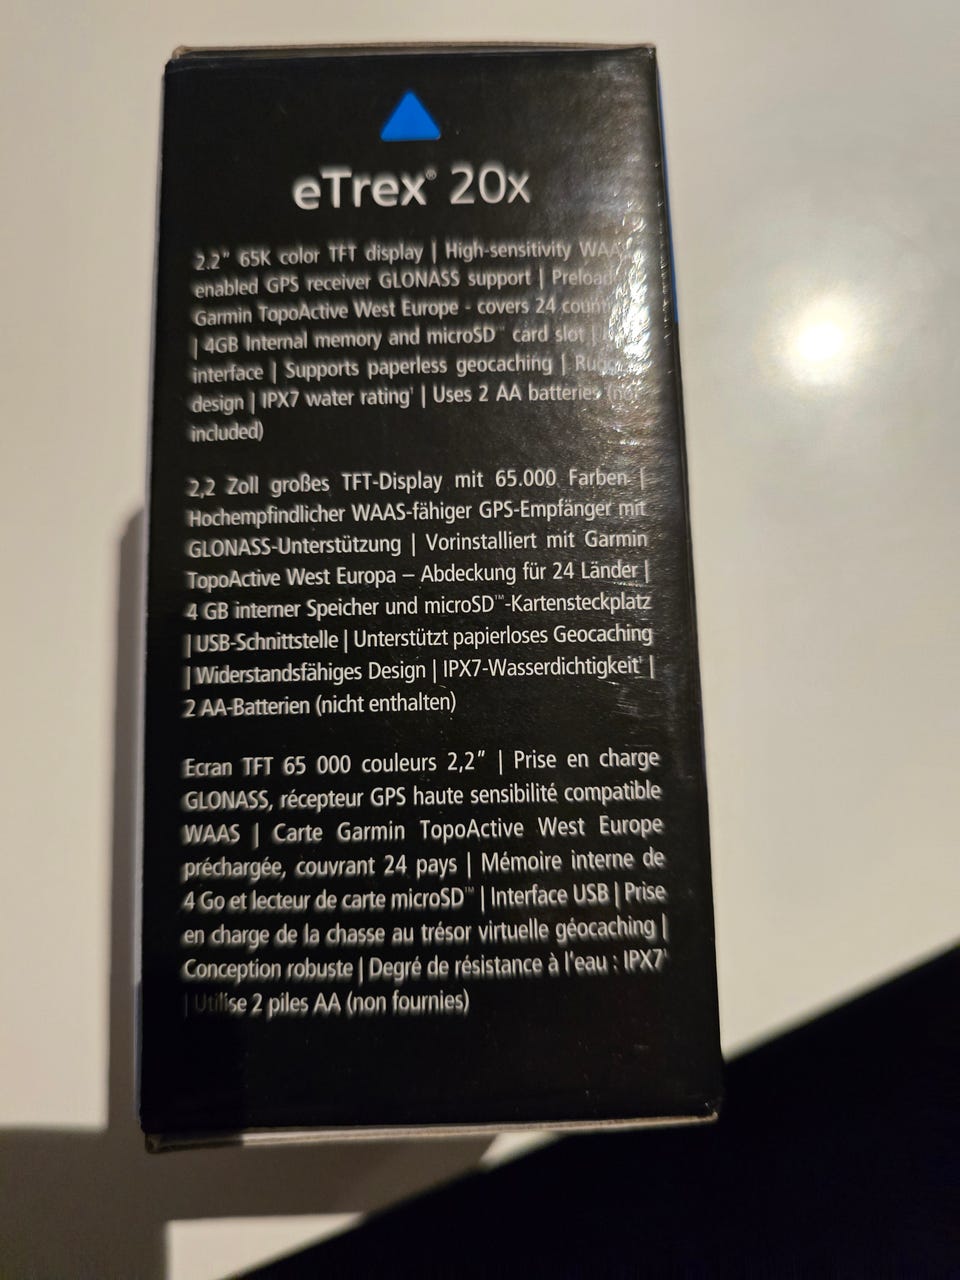 eTrex® 20x
2.2" 65K color TFT display | High-sensitivity WAAS
enabled GPS receiver GLONASS support |
Garmin TopoActive West Europe - covers 24
| 4GB Internal memory and microSD™ card slot |
interface | Supports paperless geocaching |
design | IPX7 water rating¹ | Uses 2 AA batteries (not
included)
2,2 Zoll großes TFT-Display mit 65.000 Farben |
Hochempfindlicher WAAS-fähiger GPS-Empfänger mit
GLONASS-Unterstützung | Vorinstalliert mit Garmin
TopoActive West Europa – Abdeckung für 24 Länder |
4 GB interner Speicher und microSD™-Kartensteckplatz
| USB-Schnittstelle | Unterstützt papierloses Geocaching
| Widerstandsfähiges Design | IPX7-Wasserdichtigkeit¹ |
2 AA-Batterien (nicht enthalten)
Ecran TFT 65 000 couleurs 2,2" | Prise en charge
GLONASS, récepteur GPS haute sensibilité compatible
WAAS | Carte Garmin TopoActive West Europe
préchargée, couvrant 24 pays | Mémoire interne de
4 Go et lecteur de carte microSD™ | Interface USB | Prise
en charge de la chasse au trésor virtuelle géocaching |
Conception robuste | Degré de résistance à l'eau : IPX7¹
| Utilise 2 piles AA (non fournies)